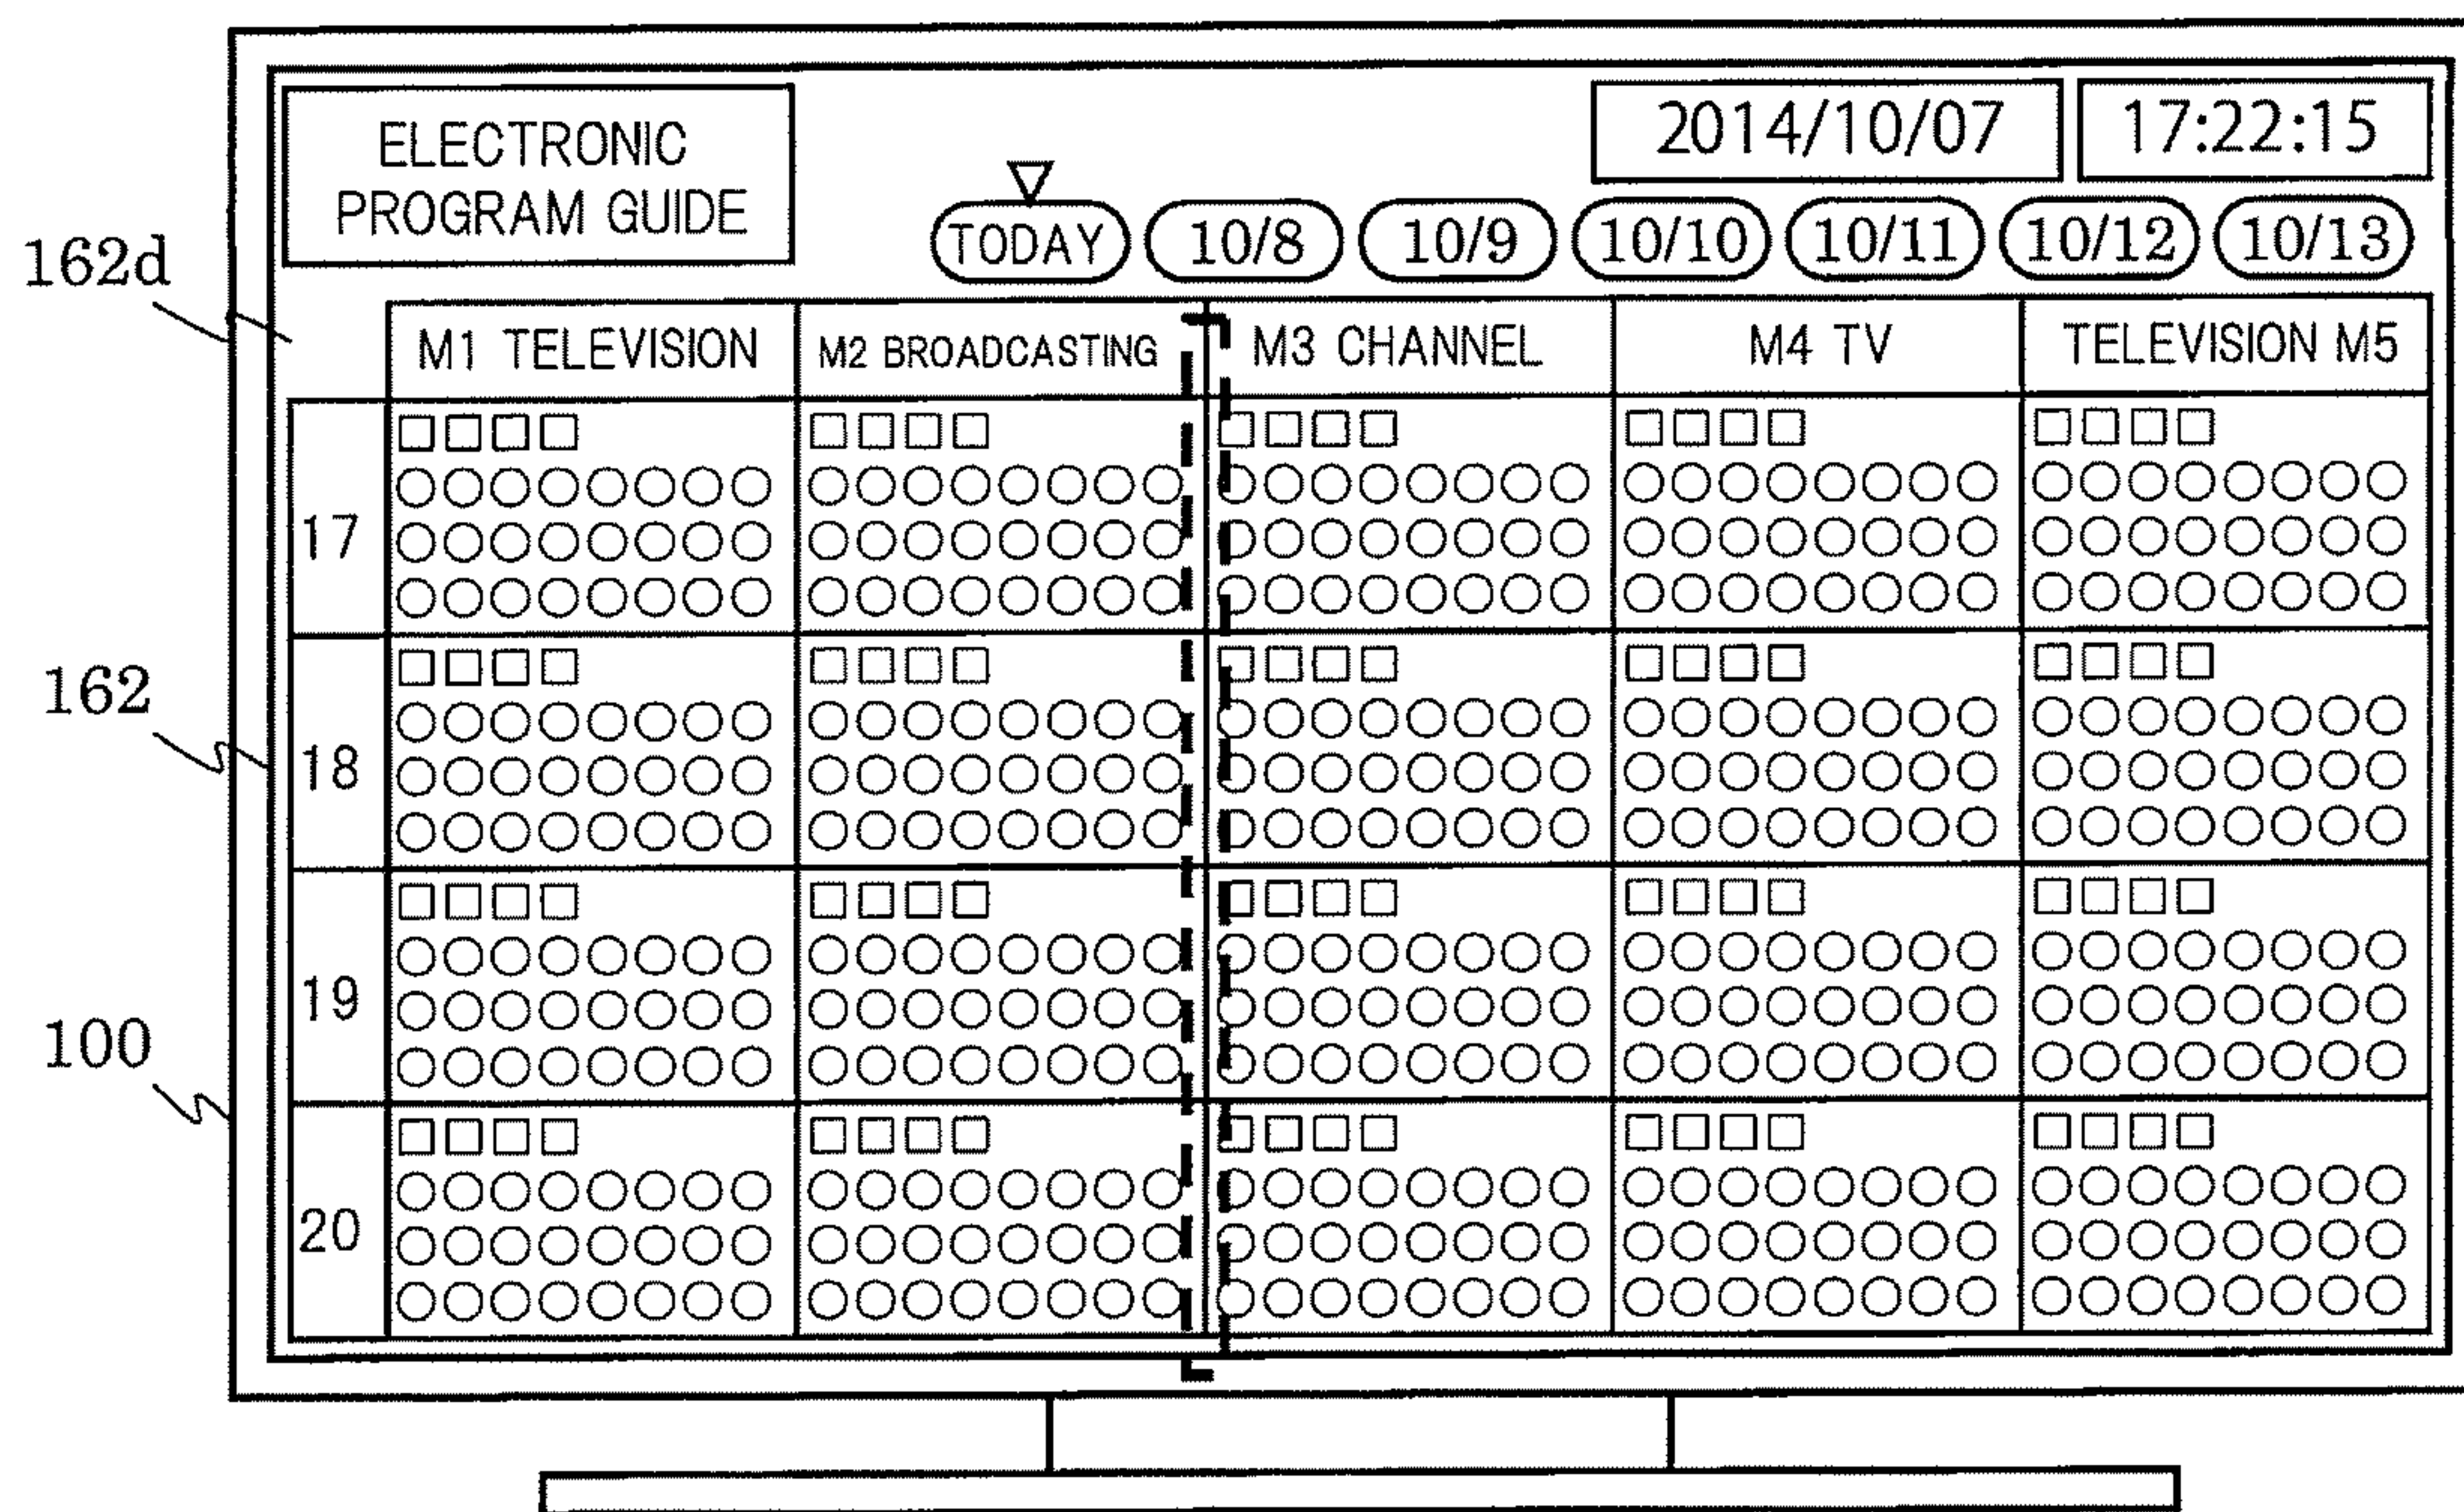 ELECTRONIC
PROGRAM GUIDE
2014/10/07 17:22:15
TODAY 10/8 10/9 10/10 10/11 10/12 10/13
162d
M1 TELEVISION M2 BROADCASTING M3 CHANNEL M4 TV TELEVISION M5
17
162
18
19
100
20